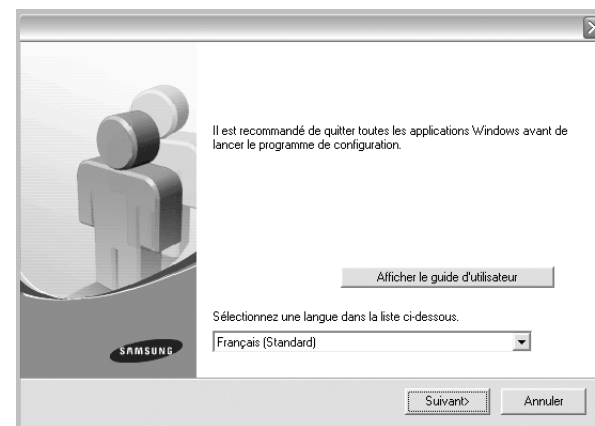 Il est recommandé de quitter toutes les applications Windows avant de
lancer le programme de configuration.
Afficher le guide d'utilisateur
Sélectionnez une langue dans la liste ci-dessous.
Français (Standard)
SAMSUNG
Suivant>
Annuler